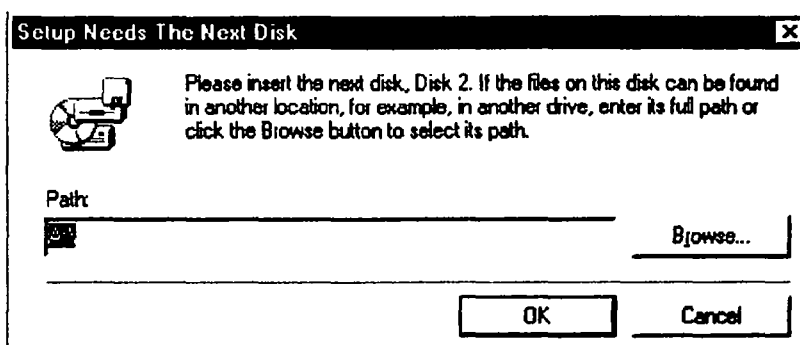 Setup Needs The Next Disk
Please insert the next disk, Disk 2. If the files on this disk can be found
in another location, for example, in another drive, enter its full path or
click the Browse button to select its path.
Path:
Browse...
OK
Cancel